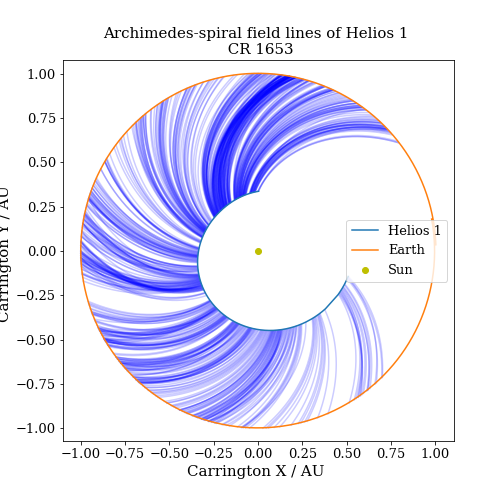 Archimedes-spiral field lines of Helios 1
CR 1653
1.00
0.75
0.50
0.25
0.00
−0.25
−0.50
−0.75
−1.00
Carrington Y / AU
Helios 1
Earth
Sun
−1.00 −0.75 −0.50 −0.25 0.00 0.25 0.50 0.75 1.00
Carrington X / AU